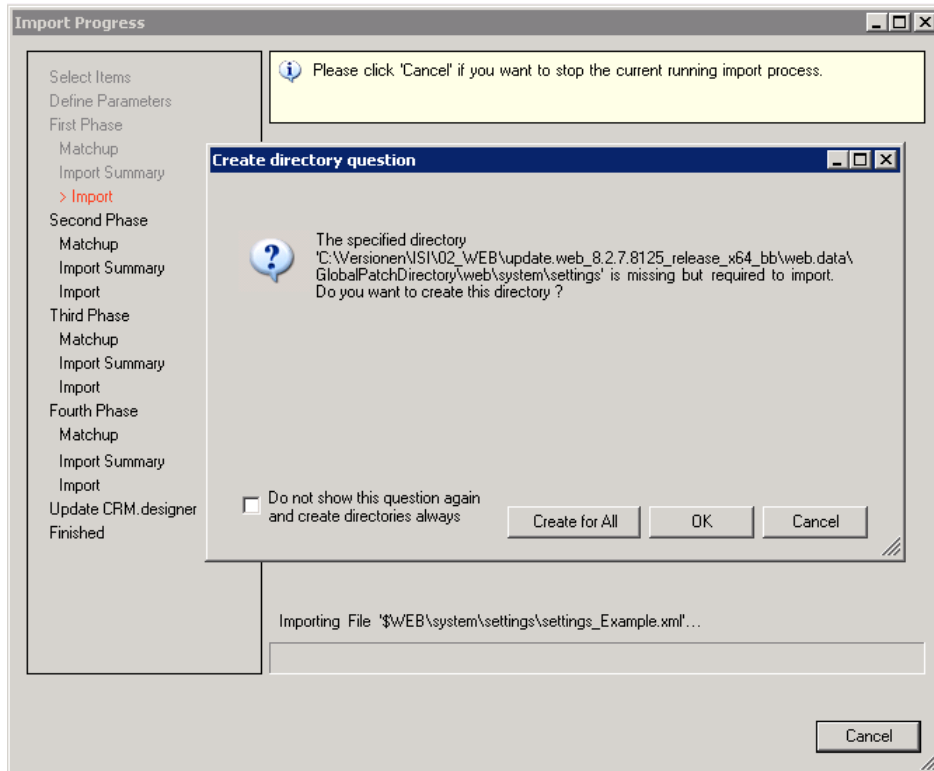 Import Progress
Select Items
Define Parameters
First Phase
Matchup
Import Summary
> Import
Second Phase
Matchup
Import Summary
Import
Third Phase
Matchup
Import Summary
Import
Fourth Phase
Matchup
Import Summary
Import
Update CRM.designer
Finished
Please click 'Cancel' if you want to stop the current running import process.
Create directory question
The specified directory
'C:\Versionen\ISI\02_WEB\update.web_8.2.7.8125_release_x64_bb\web.data\
GlobalPatchDirectory\web\system\settings' is missing but required to import.
Do you want to create this directory ?
Do not show this question again
and create directories always
Create for All
OK
Cancel
Importing File '$WEB\system\settings\settings_Example.xml'...
Cancel